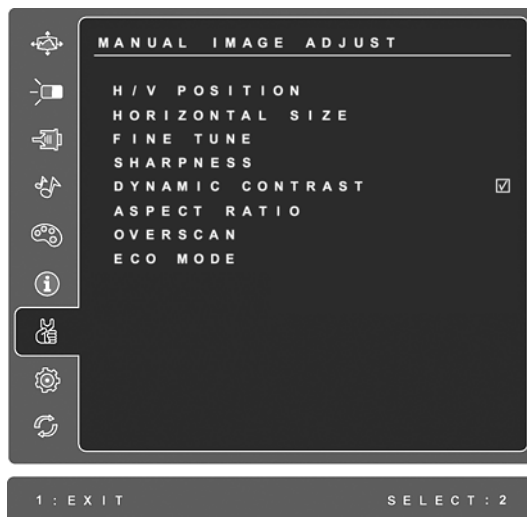 MANUAL IMAGE ADJUST
H/V POSITION
HORIZONTAL SIZE
FINE TUNE
SHARPNESS
DYNAMIC CONTRAST
ASPECT RATIO
OVERSCAN
ECO MODE
1:EXIT SELECT:2